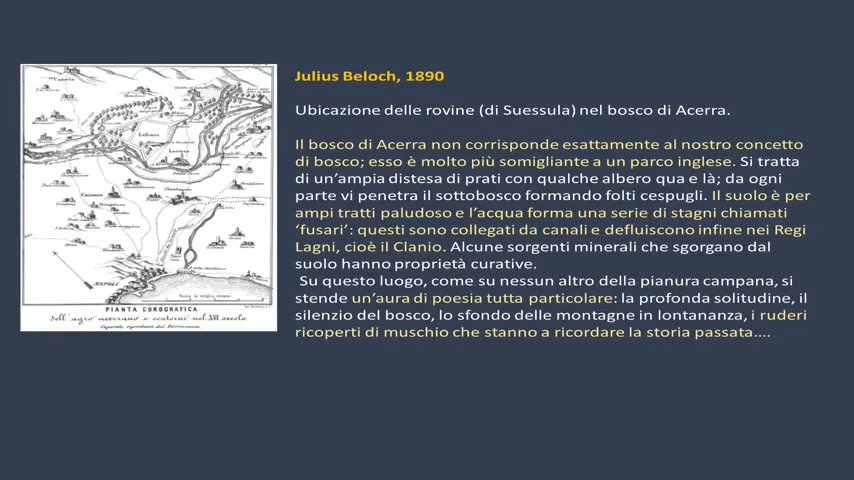 Julius Beloch, 1890
Ubicazione delle rovine (di Suessula) nel bosco di Acerra.
Il bosco di Acerra non corrisponde esattamente al nostro concetto
di bosco; esso è molto più somigliante a un parco inglese. Si tratta
di un’ampia distesa di prati con qualche albero qua e là; da ogni
parte vi penetra il sottobosco formando folti cespugli. Il suolo è per
ampi tratti paludoso e l’acqua forma una serie di stagni chiamati
‘fusari’: questi sono collegati da canali e defluiscono infine nei Regi
Lagni, cioè il Clanio. Alcune sorgenti minerali che sgorgano dal
suolo hanno proprietà curative.
Su questo luogo, come su nessun altro della pianura campana, si
stende un’aura di poesia tutta particolare: la profonda solitudine, il
silenzio del bosco, lo sfondo delle montagne in lontananza, i ruderi
ricoperti di muschio che stanno a ricordare la storia passata....
NAPOLI
PIANTA COROGRAFICA
dell’agro acerrano e contorni nel XVI secolo